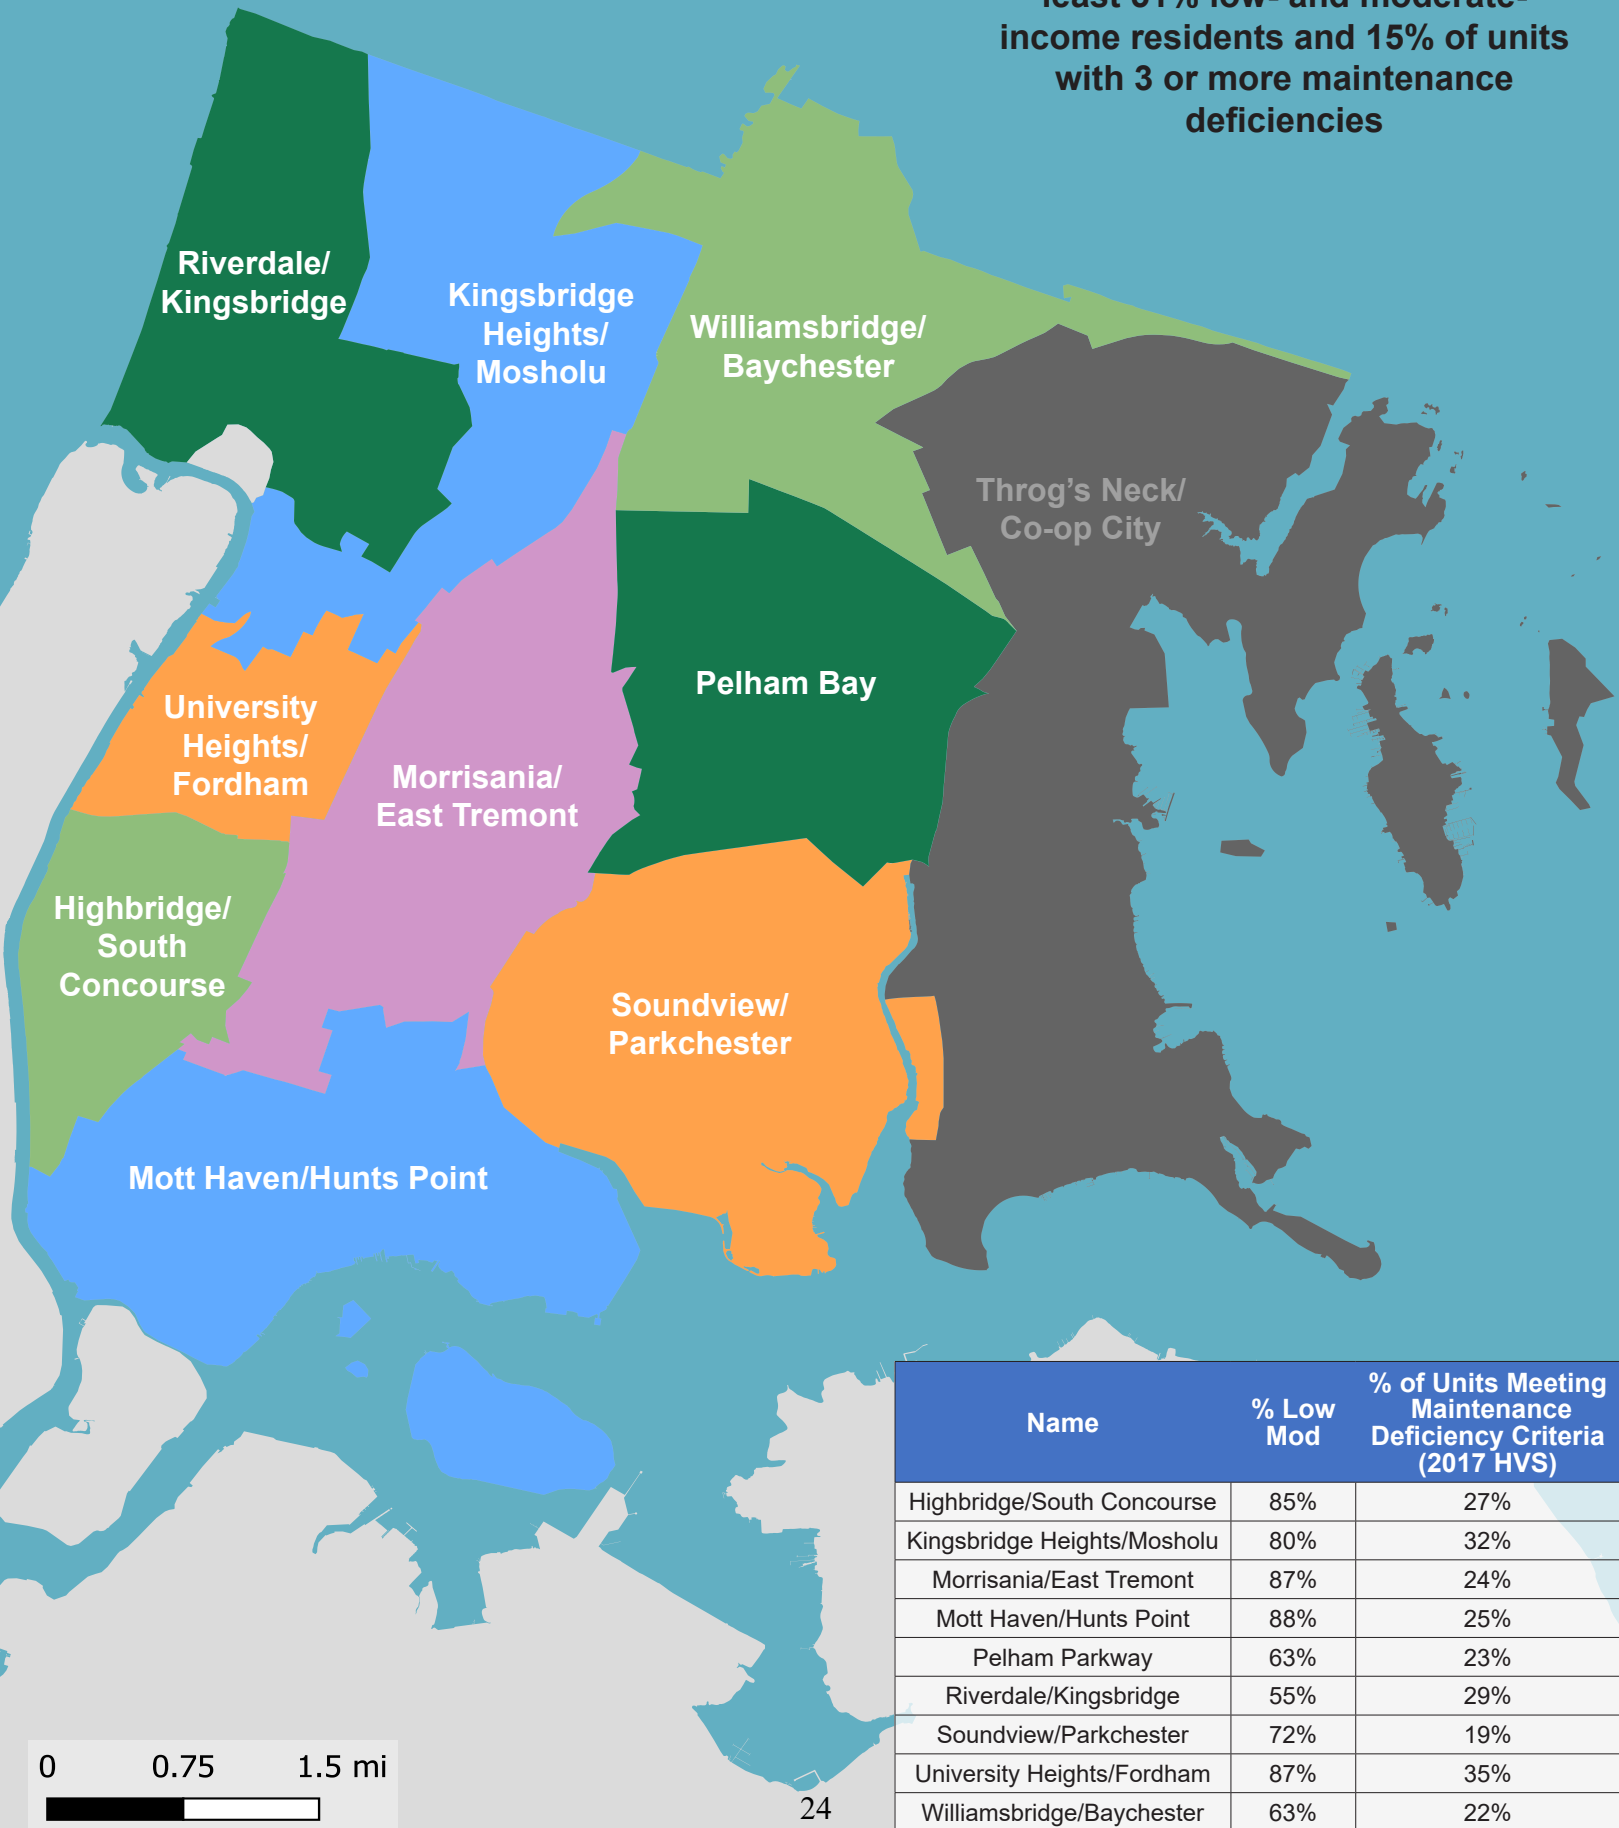 least 51% low- and moderate-
income residents and 15% of units
with 3 or more maintenance
deficiencies
Riverdale/
Kingsbridge
Kingsbridge
Heights/
Mosholu
Williamsbridge/
Baychester
Throg's Neck/
Co-op City
Pelham Bay
University
Heights/
Fordham
Morrisania/
East Tremont
Highbridge/
South
Concourse
Soundview/
Parkchester
Mott Haven/Hunts Point
Name % Low Mod % of Units Meeting Maintenance Deficiency Criteria (2017 HVS)
Highbridge/South Concourse 85% 27%
Kingsbridge Heights/Mosholu 80% 32%
Morrisania/East Tremont 87% 24%
Mott Haven/Hunts Point 88% 25%
Pelham Parkway 63% 23%
Riverdale/Kingsbridge 55% 29%
Soundview/Parkchester 72% 19%
University Heights/Fordham 87% 35%
Williamsbridge/Baychester 63% 22%
0 0.75 1.5 mi
24